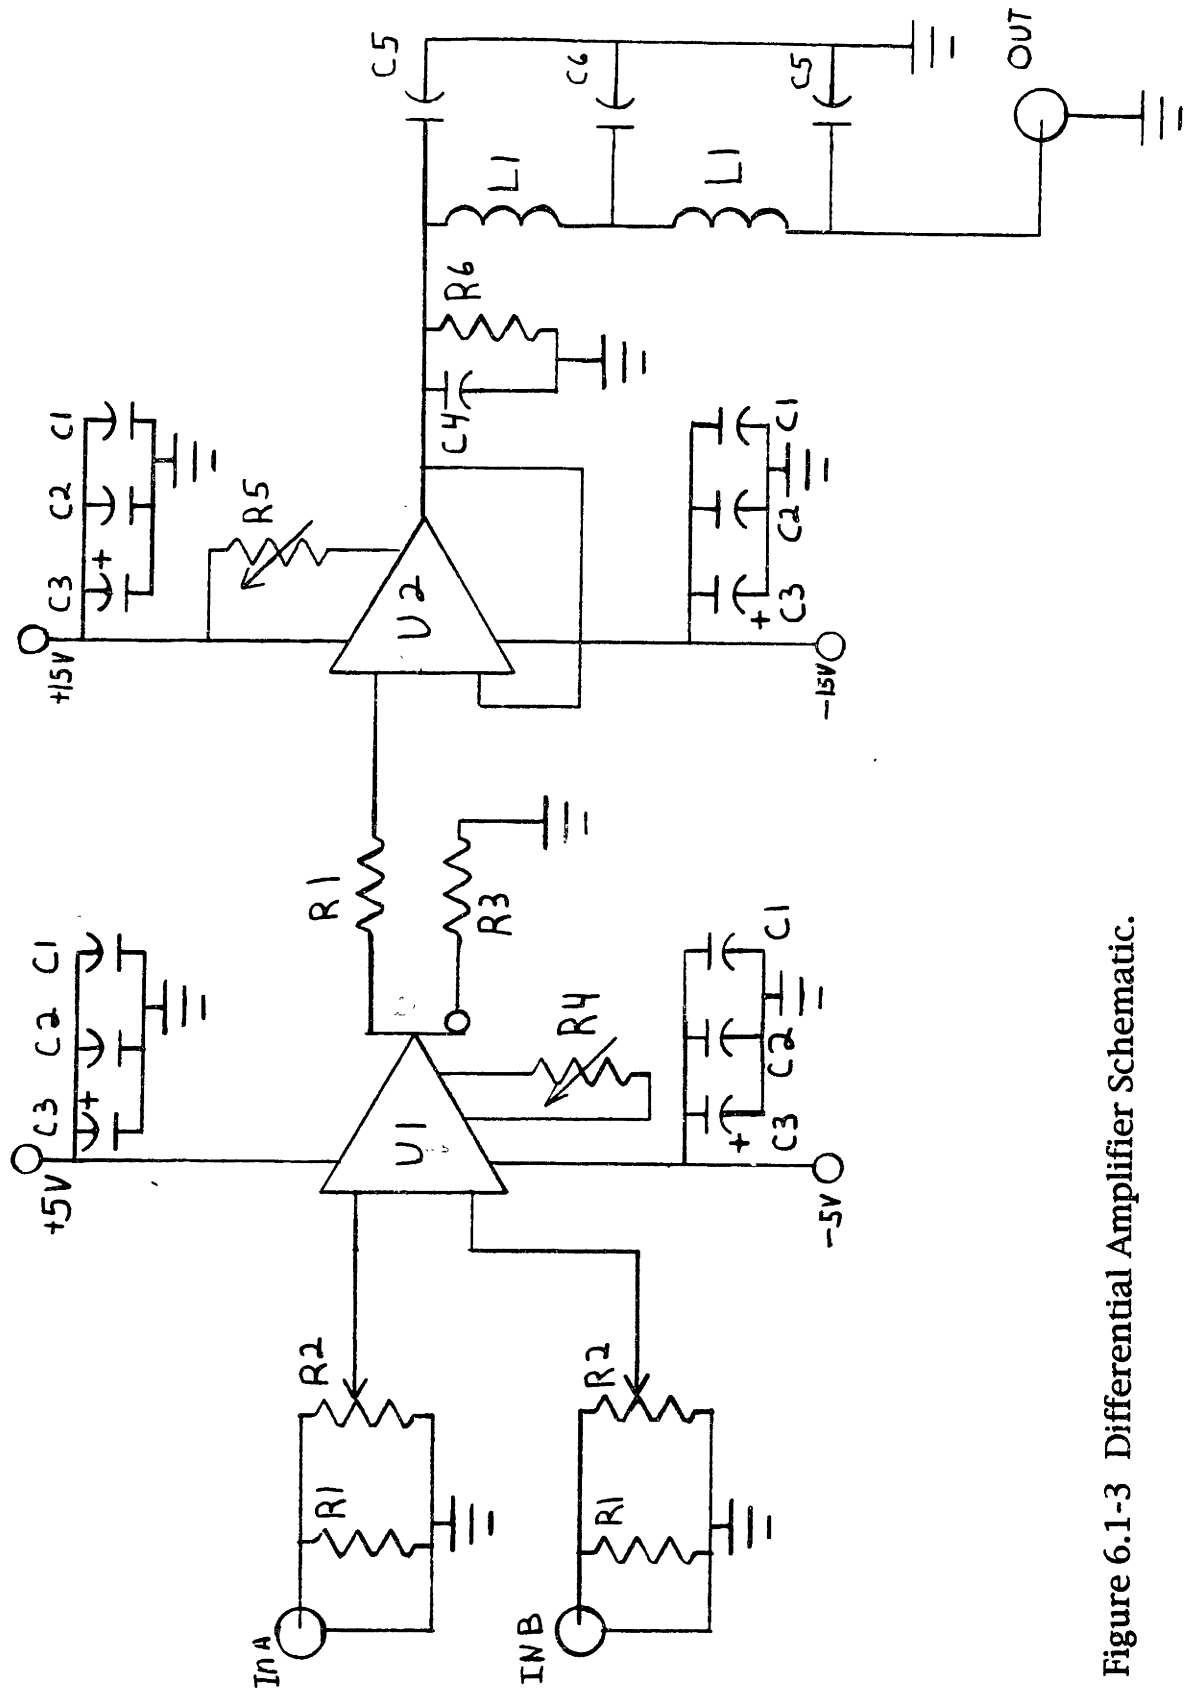 +5V
C3
+
C2
C1
+15V
C3
+
C2
C1
C5
InA
R1
R2
U1
R1
R3
R4
U2
R5
C4
R6
L1
C6
L1
C5
IN B
R1
R2
-5V
+
C3
C2
C1
-15V
+
C3
C2
C1
OUT
Figure 6.1-3 Differential Amplifier Schematic.